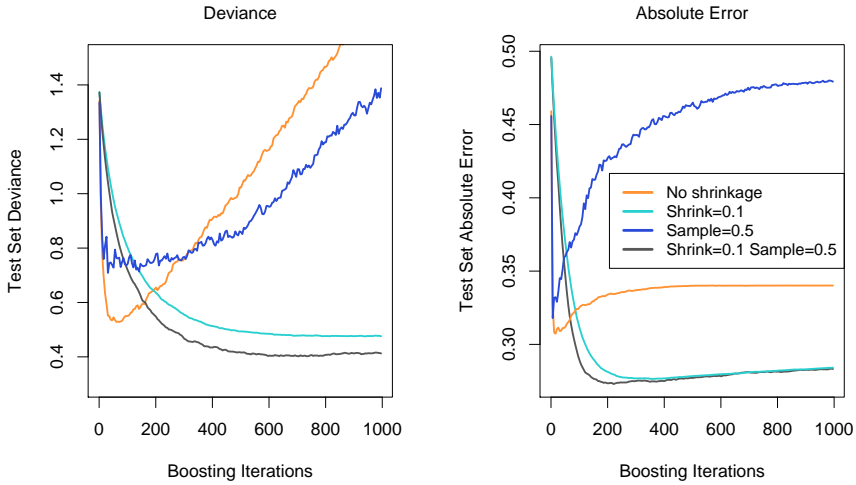 Deviance
Test Set Deviance
1.4
1.2
1.0
0.8
0.6
0.4
0 200 400 600 800 1000
Boosting Iterations
Absolute Error
Test Set Absolute Error
0.50
0.45
0.40
0.35
0.30
No shrinkage
Shrink=0.1
Sample=0.5
Shrink=0.1 Sample=0.5
0 200 400 600 800 1000
Boosting Iterations